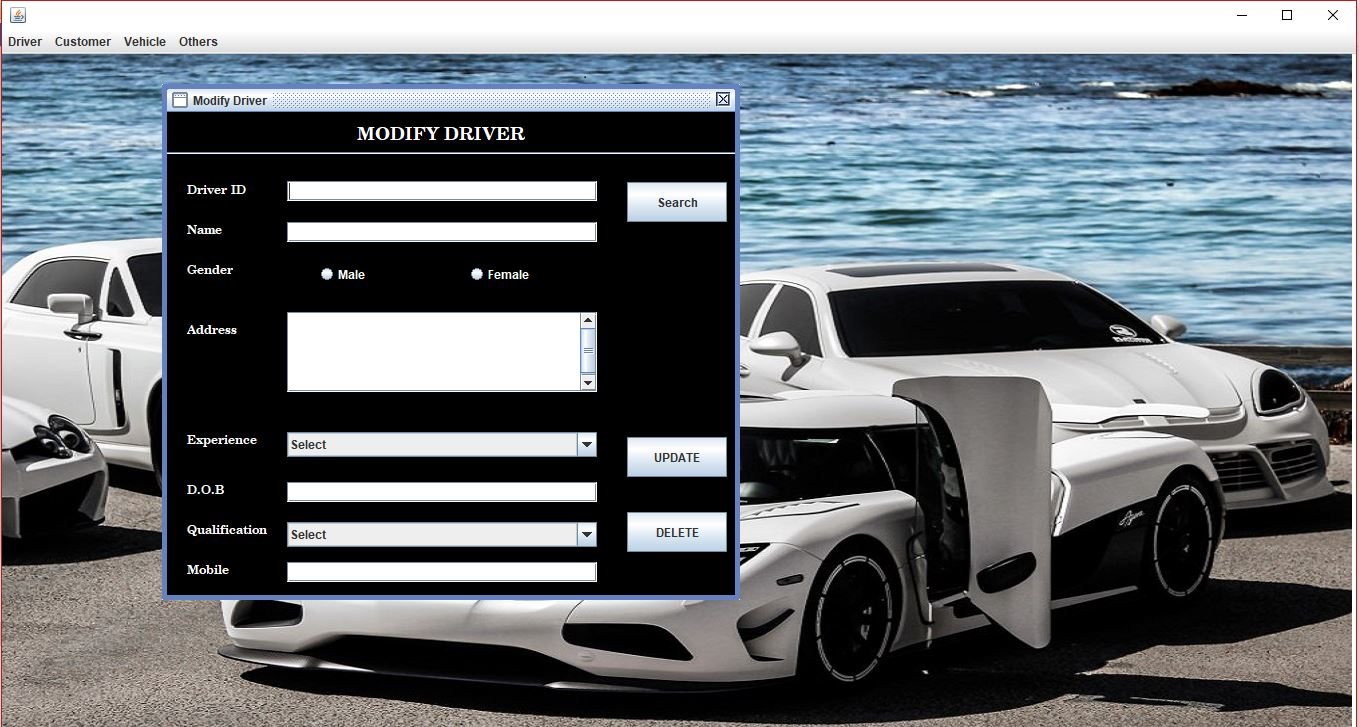 Driver Customer Vehicle Others
Modify Driver
MODIFY DRIVER
Driver ID
Search
Name
Gender
Male
Female
Address
Experience
Select
UPDATE
D.O.B
DELETE
Qualification
Select
Mobile
Agera